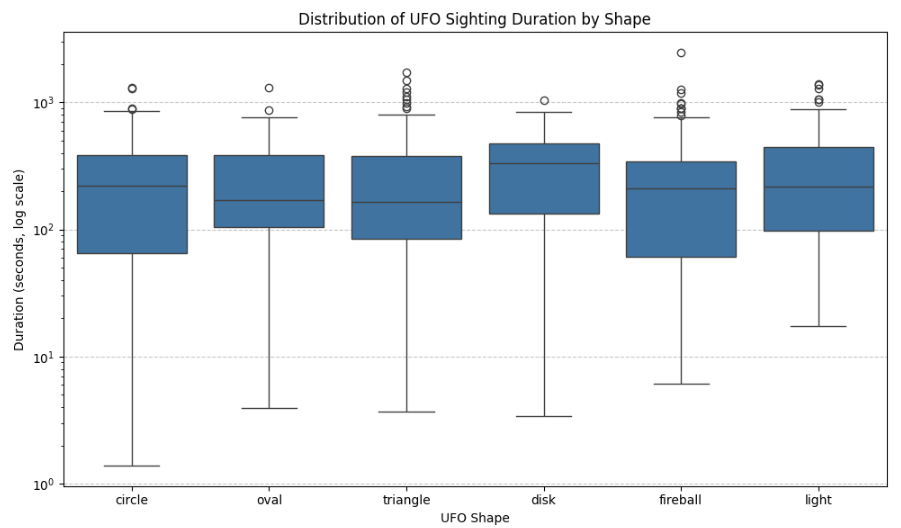 Distribution of UFO Sighting Duration by Shape
Duration (seconds, log scale)
10³
10²
10¹
10⁰
circle
oval
triangle
disk
fireball
light
UFO Shape